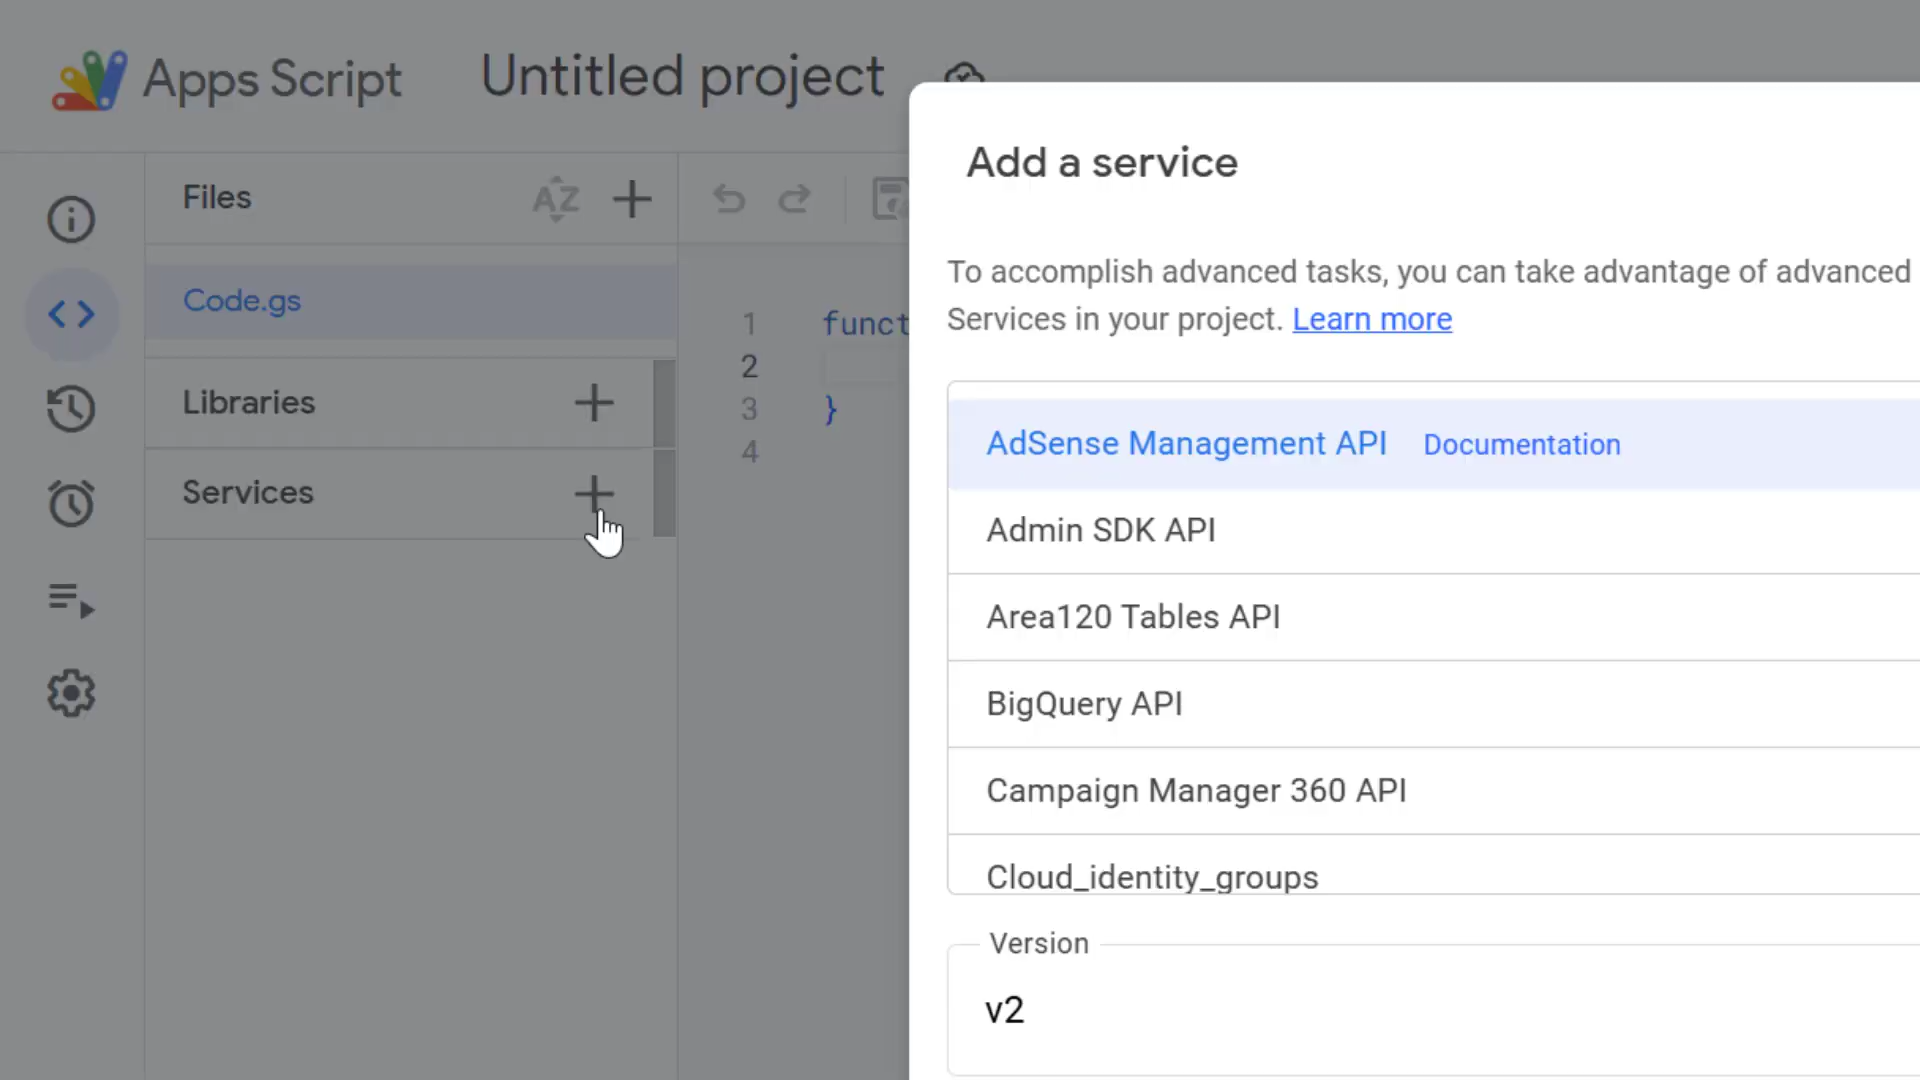 Apps Script
Untitled project
Files
AZ
Code.gs
Libraries
Services
1 funct
2
3 }
4
Add a service
To accomplish advanced tasks, you can take advantage of advanced
Services in your project. Learn more
AdSense Management API Documentation
Admin SDK API
Area120 Tables API
BigQuery API
Campaign Manager 360 API
Cloud_identity_groups
Version
v2